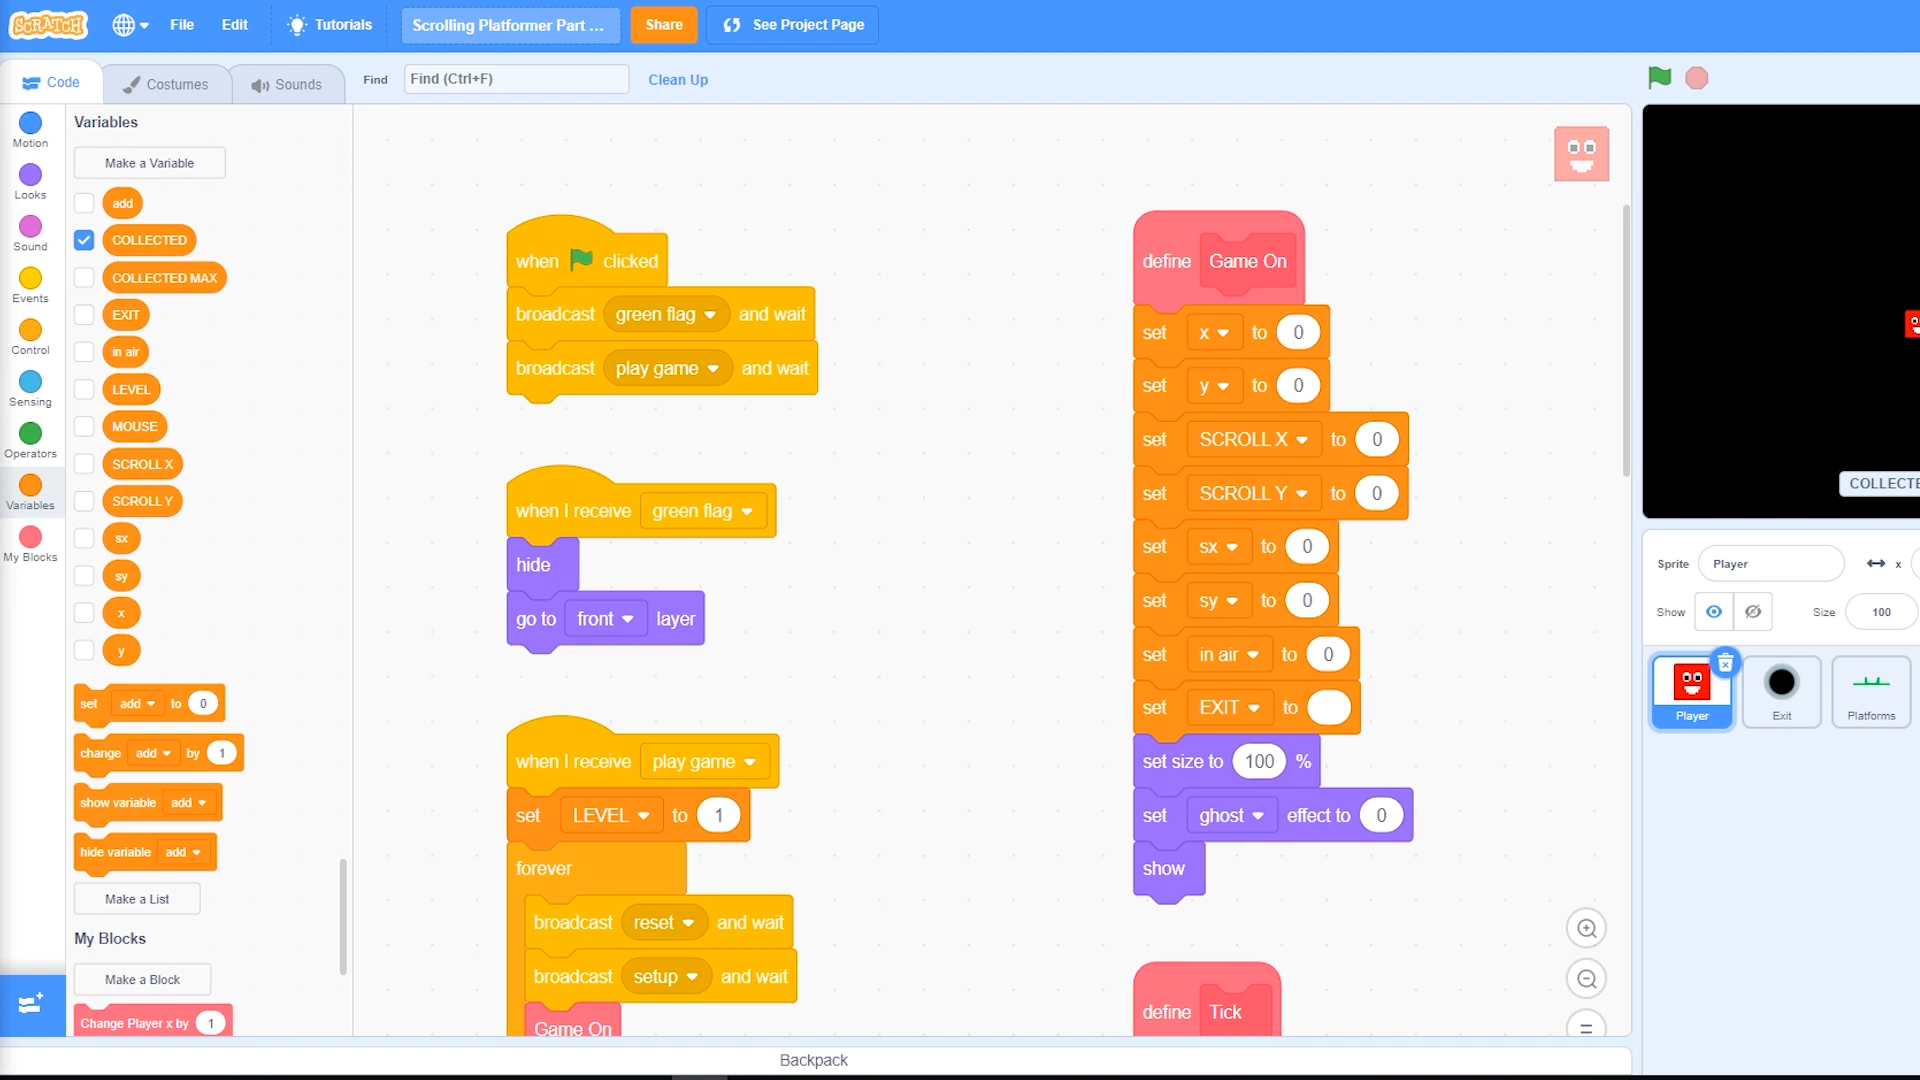 SCRATCH File Edit Tutorials Scrolling Platformer Part ... Share See Project Page
Code Costumes Sounds Find Find (Ctrl+F) Clean Up
Motion
Looks
Sound
Events
Control
Sensing
Operators
Variables
My Blocks
Variables
Make a Variable
add
COLLECTED
COLLECTED MAX
EXIT
in air
LEVEL
MOUSE
SCROLL X
SCROLL Y
sx
sy
x
y
set add to 0
change add by 1
show variable add
hide variable add
Make a List
My Blocks
Make a Block
Change Player x by 1
when clicked
broadcast green flag and wait
broadcast play game and wait
when I receive green flag
hide
go to front layer
when I receive play game
set LEVEL to 1
forever
broadcast reset and wait
broadcast setup and wait
Game On
define Game On
set x to 0
set y to 0
set SCROLL X to 0
set SCROLL Y to 0
set sx to 0
set sy to 0
set in air to 0
set EXIT to
set size to 100 %
set ghost effect to 0
show
define Tick
COLLECTE
Sprite Player x
Show Size 100
Player Exit Platforms
Backpack